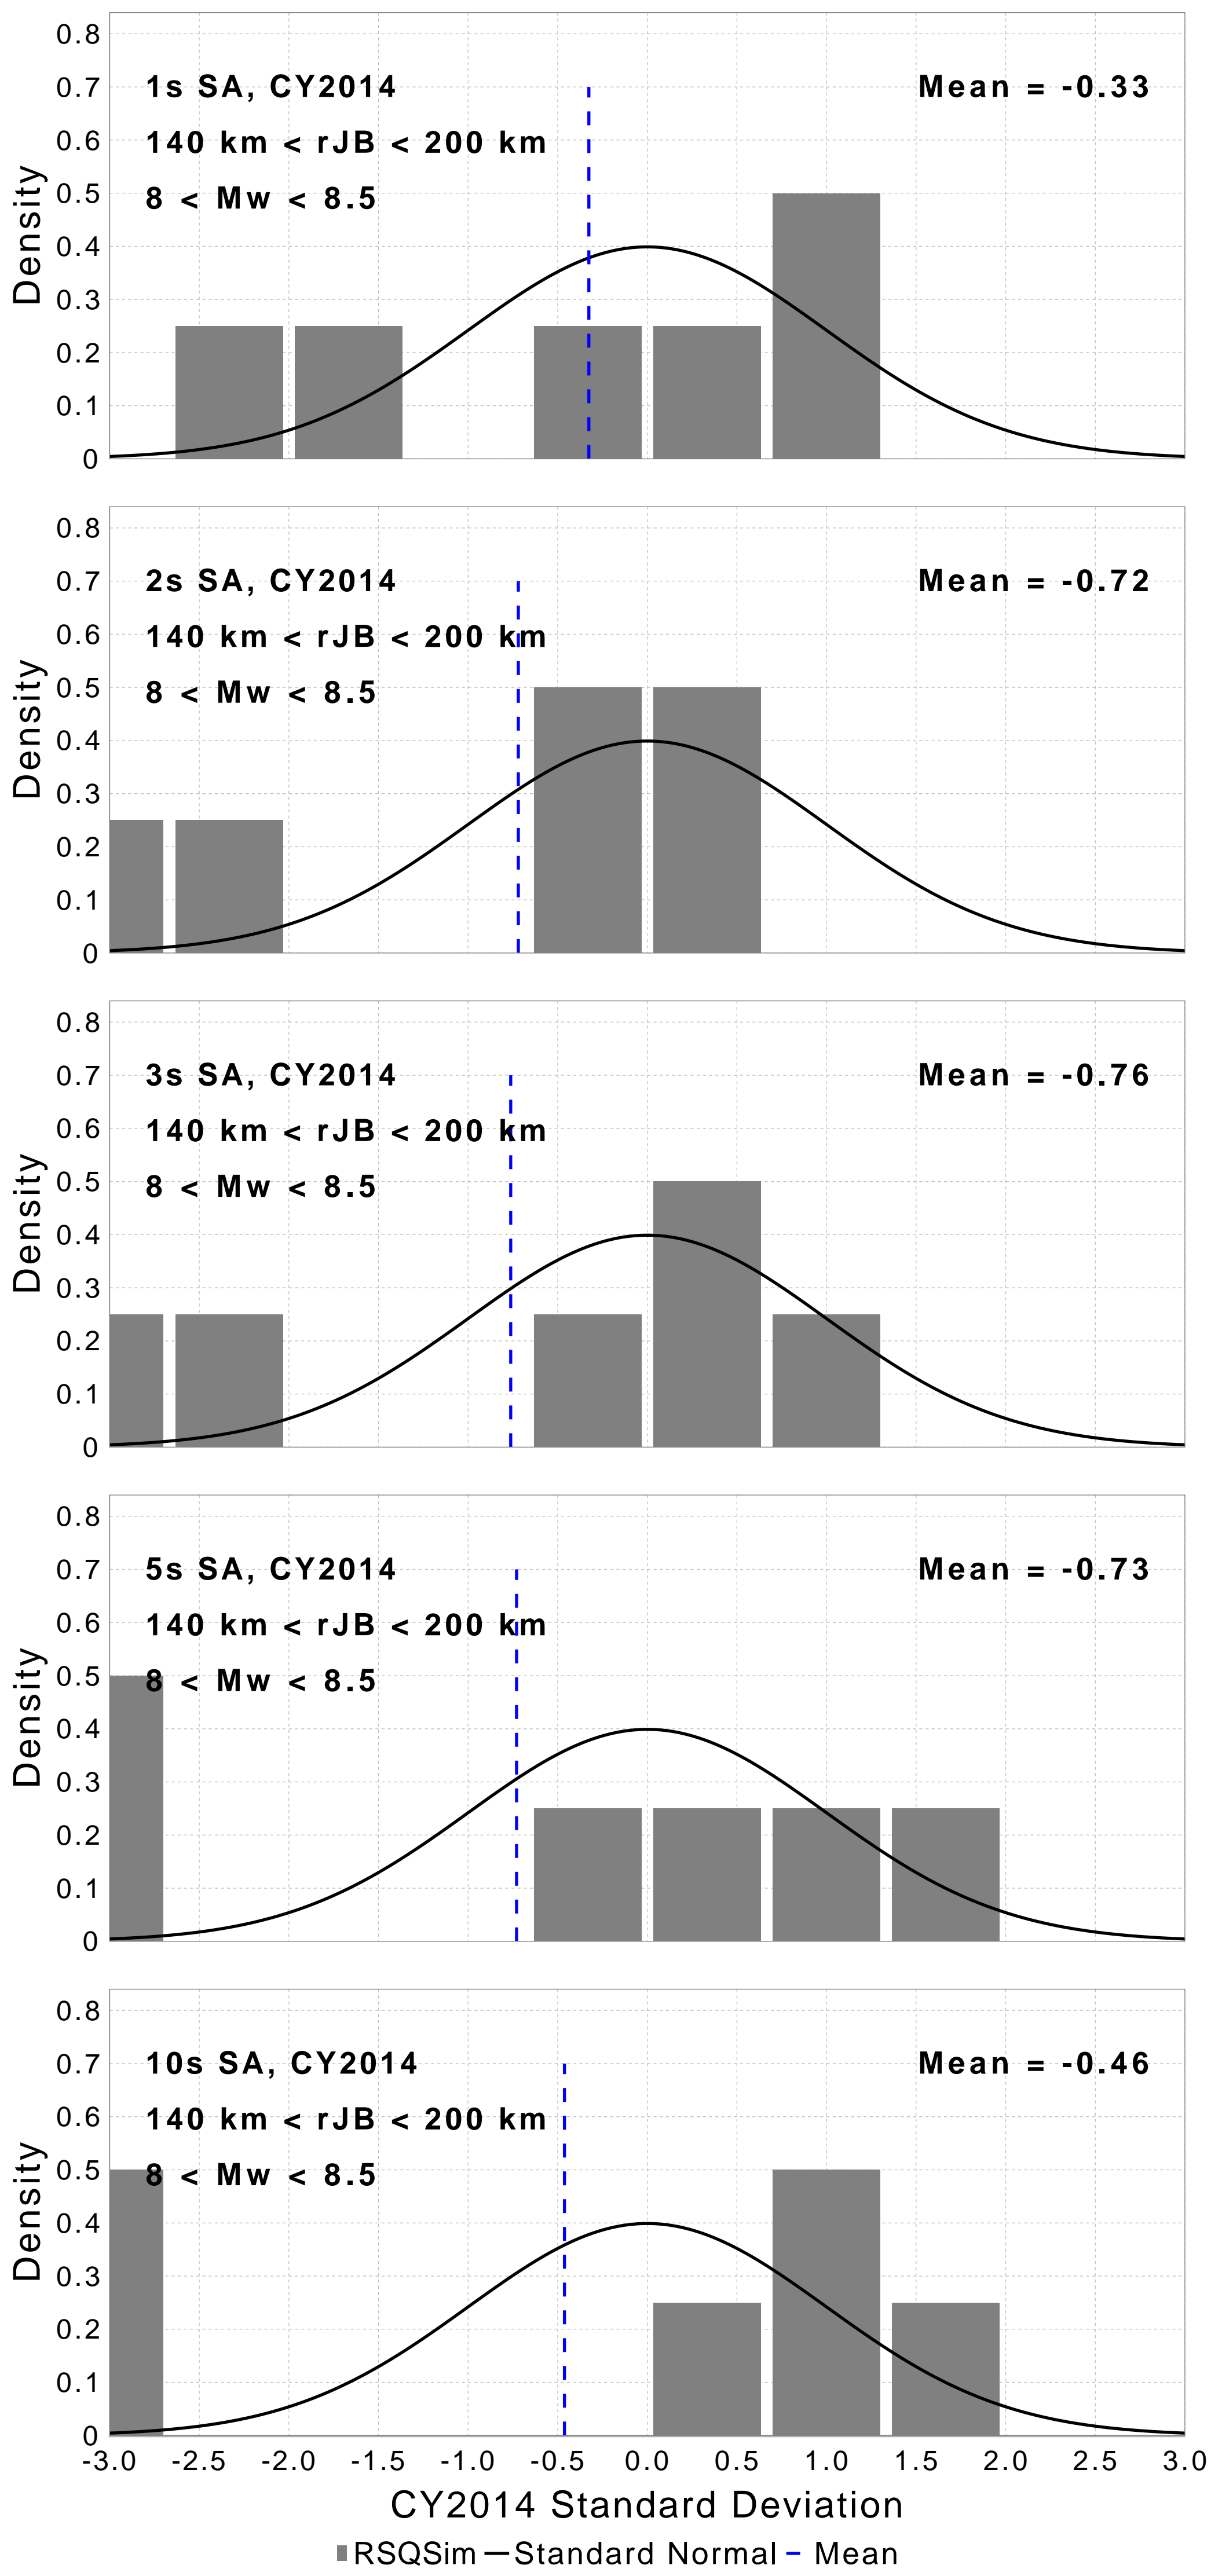 0.8
1s SA, CY2014 Mean = -0.33
0.7
140 km < rJB < 200 km
0.6
8 < Mw < 8.5
0.5
0.4
0.3
0.2
0.1
0
Density
0.8
2s SA, CY2014 Mean = -0.72
0.7
140 km < rJB < 200 km
0.6
8 < Mw < 8.5
0.5
0.4
0.3
0.2
0.1
0
Density
0.8
3s SA, CY2014 Mean = -0.76
0.7
140 km < rJB < 200 km
0.6
8 < Mw < 8.5
0.5
0.4
0.3
0.2
0.1
0
Density
0.8
5s SA, CY2014 Mean = -0.73
0.7
140 km < rJB < 200 km
0.6
8 < Mw < 8.5
0.5
0.4
0.3
0.2
0.1
0
Density
0.8
10s SA, CY2014 Mean = -0.46
0.7
140 km < rJB < 200 km
0.6
8 < Mw < 8.5
0.5
0.4
0.3
0.2
0.1
0
Density
-3.0 -2.5 -2.0 -1.5 -1.0 -0.5 0.0 0.5 1.0 1.5 2.0 2.5 3.0
CY2014 Standard Deviation
RSQSim Standard Normal Mean